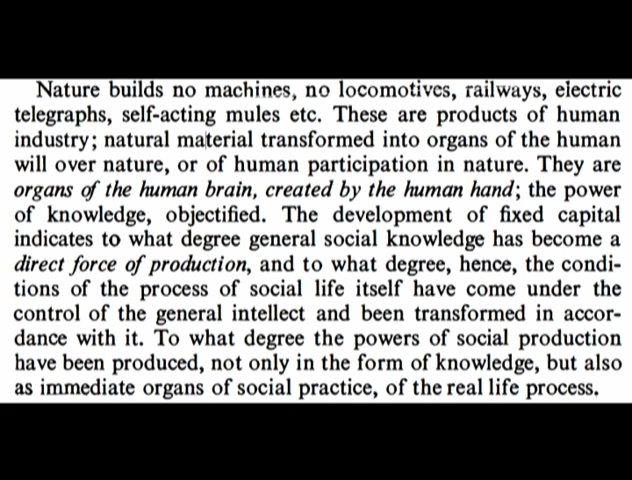 Nature builds no machines, no locomotives, railways, electric
telegraphs, self-acting mules etc. These are products of human
industry; natural material transformed into organs of the human
will over nature, or of human participation in nature. They are
organs of the human brain, created by the human hand; the power
of knowledge, objectified. The development of fixed capital
indicates to what degree general social knowledge has become a
direct force of production, and to what degree, hence, the condi-
tions of the process of social life itself have come under the
control of the general intellect and been transformed in accor-
dance with it. To what degree the powers of social production
have been produced, not only in the form of knowledge, but also
as immediate organs of social practice, of the real life process.